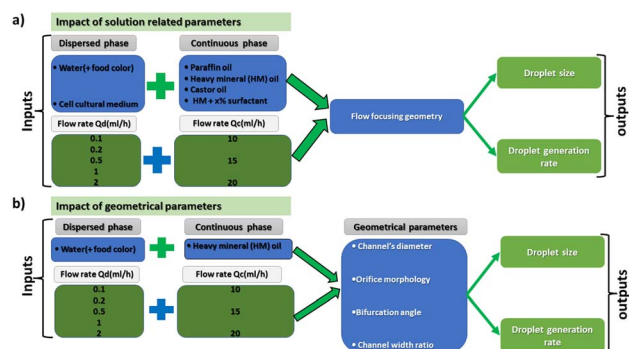 a)
Impact of solution related parameters
Dispersed phase
Continuous phase
• Water(+ food color)
• Cell cultural medium
• Paraffin oil
• Heavy mineral (HM) oil
• Castor oil
• HM + x% surfactant
Flow rate Qd(ml/h)
Flow rate Qc(ml/h)
0.1
0.2
0.5
1
2
10
15
20
Inputs
Flow focusing geometry
Droplet size
Droplet generation
rate
outputs
b)
Impact of geometrical parameters
Dispersed phase
Continuous phase
Geometrical parameters
• Water(+food color)
• Heavy mineral (HM) oil
Flow rate Qd(ml/h)
Flow rate Qc(ml/h)
0.1
0.2
0.5
1
2
10
15
20
Inputs
• Channel's diameter
•Orifice morphology
•Bifurcation angle
• Channel width ratio
Droplet size
Droplet generation
rate
outputs